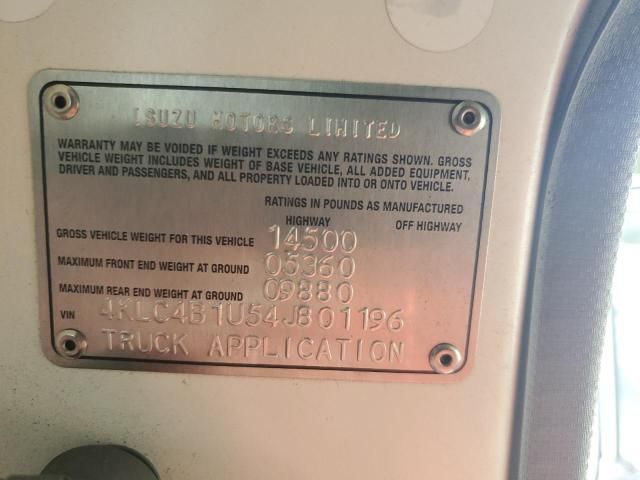 ISUZU MOTORS LIMITED
WARRANTY MAY BE VOIDED IF WEIGHT EXCEEDS ANY RATINGS SHOWN. GROSS
VEHICLE WEIGHT INCLUDES WEIGHT OF BASE VEHICLE, ALL ADDED EQUIPMENT,
DRIVER AND PASSENGERS, AND ALL PROPERTY LOADED INTO OR ONTO VEHICLE.
RATINGS IN POUNDS AS MANUFACTURED
HIGHWAY OFF HIGHWAY
GROSS VEHICLE WEIGHT FOR THIS VEHICLE 14500
MAXIMUM FRONT END WEIGHT AT GROUND 05360
MAXIMUM REAR END WEIGHT AT GROUND 09880
VIN 4KLC4B1U54J801196
TRUCK APPLICATION